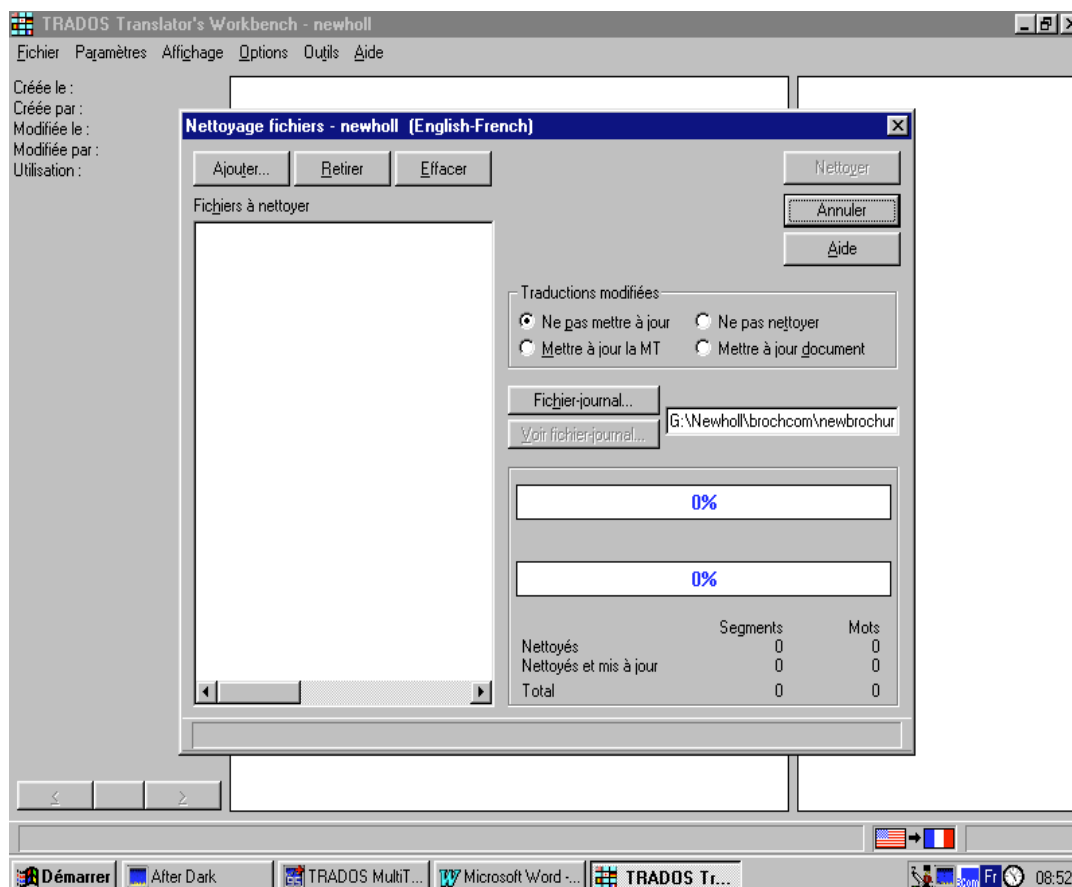 TRADOS Translator's Workbench - newholl
Fichier Paramètres Affichage Options Outils Aide
Créée le :
Créée par :
Modifiée le :
Modifiée par :
Utilisation :
Nettoyage fichiers - newholl (English-French)
Ajouter... Retirer Effacer
Nettoyer
Fichiers à nettoyer
Annuler
Aide
Traductions modifiées
Ne pas mettre à jour Ne pas nettoyer
Mettre à jour la MT Mettre à jour document
Fichier-journal...
G:\Newholl\brochcom\newbrochur
Voir fichier-journal...
0%
0%
Segments Mots
Nettoyés 0 0
Nettoyés et mis à jour 0 0
Total 0 0
< >
Démarrer After Dark TRADOS MultiT... Microsoft Word -... TRADOS Tr... Fr 08:52